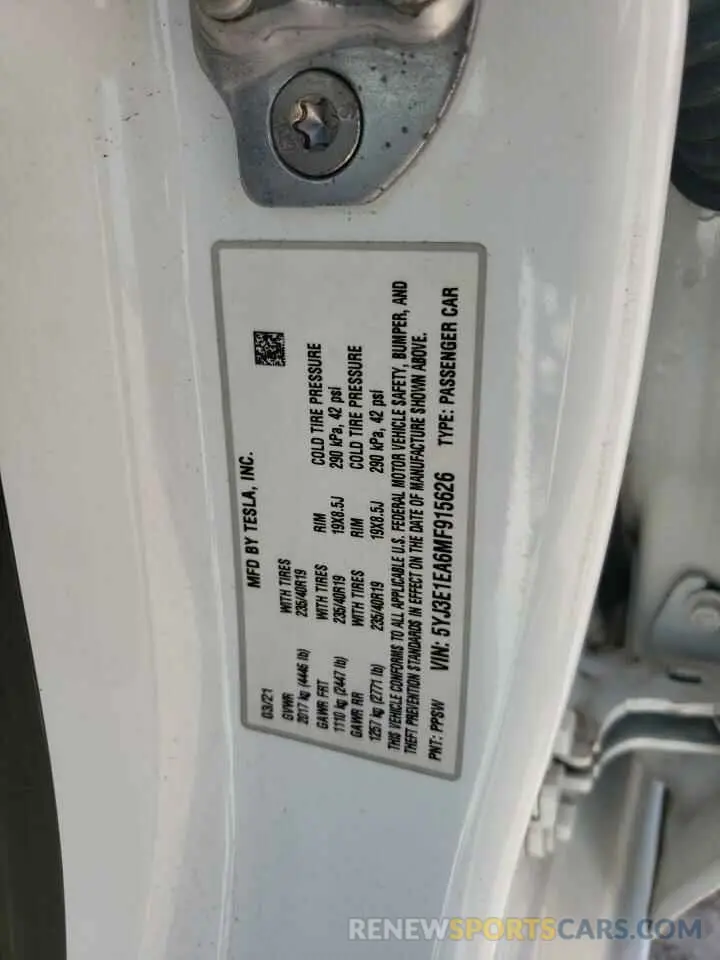 MFD BY TESLA, INC.
03/21
GVWR WITH TIRES RIM COLD TIRE PRESSURE
2017 kg (4446 lb) 235/40R19 19X8.5J 290 kPa, 42 psi
GAWR FRT WITH TIRES RIM COLD TIRE PRESSURE
1110 kg (2447 lb) 235/40R19 19X8.5J 290 kPa, 42 psi
GAWR RR WITH TIRES
1257 kg (2771 lb) 235/40R19
THIS VEHICLE CONFORMS TO ALL APPLICABLE U.S. FEDERAL MOTOR VEHICLE SAFETY, BUMPER, AND
THEFT PREVENTION STANDARDS IN EFFECT ON THE DATE OF MANUFACTURE SHOWN ABOVE.
PNT: PPSW VIN: 5YJ3E1EA6MF915626 TYPE: PASSENGER CAR
RENEWSPORTSCARS.COM